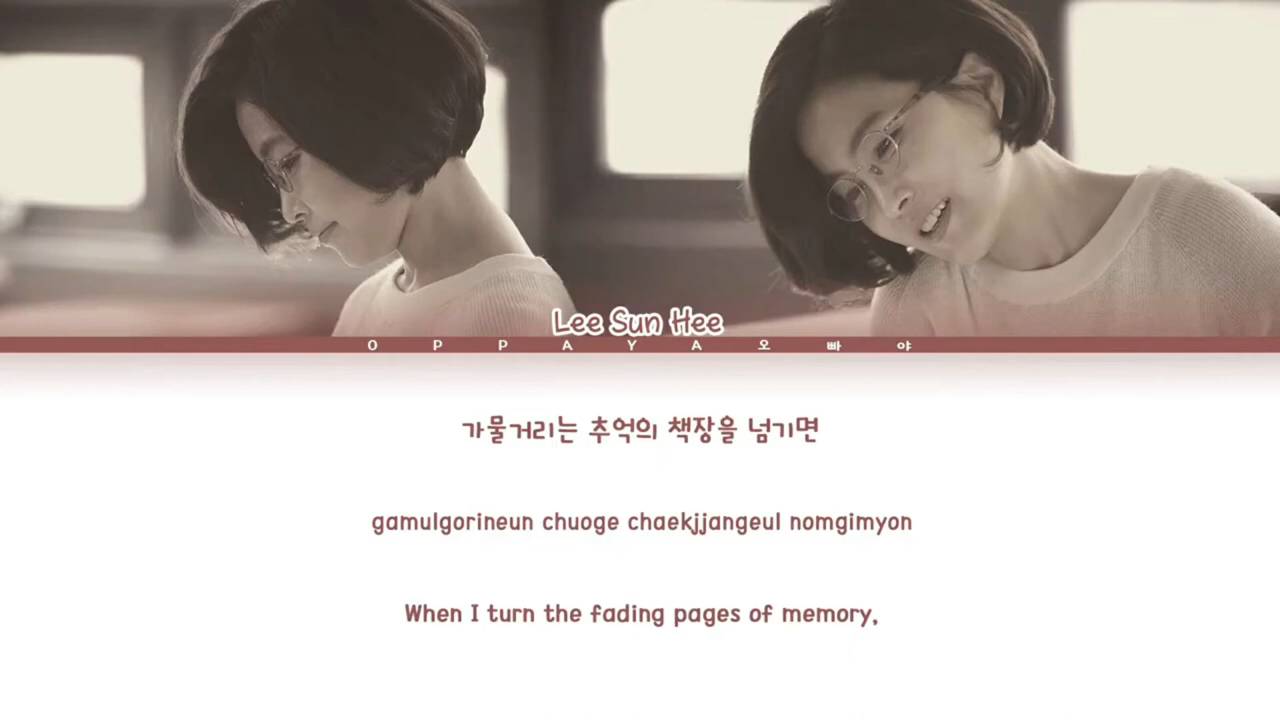 Lee Sun Hee
O P P A Y A 오 빠 야
가물거리는 추억의 책장을 넘기면
gamulgorineun chuoge chaekjjangeul nomgimyon
When I turn the fading pages of memory,